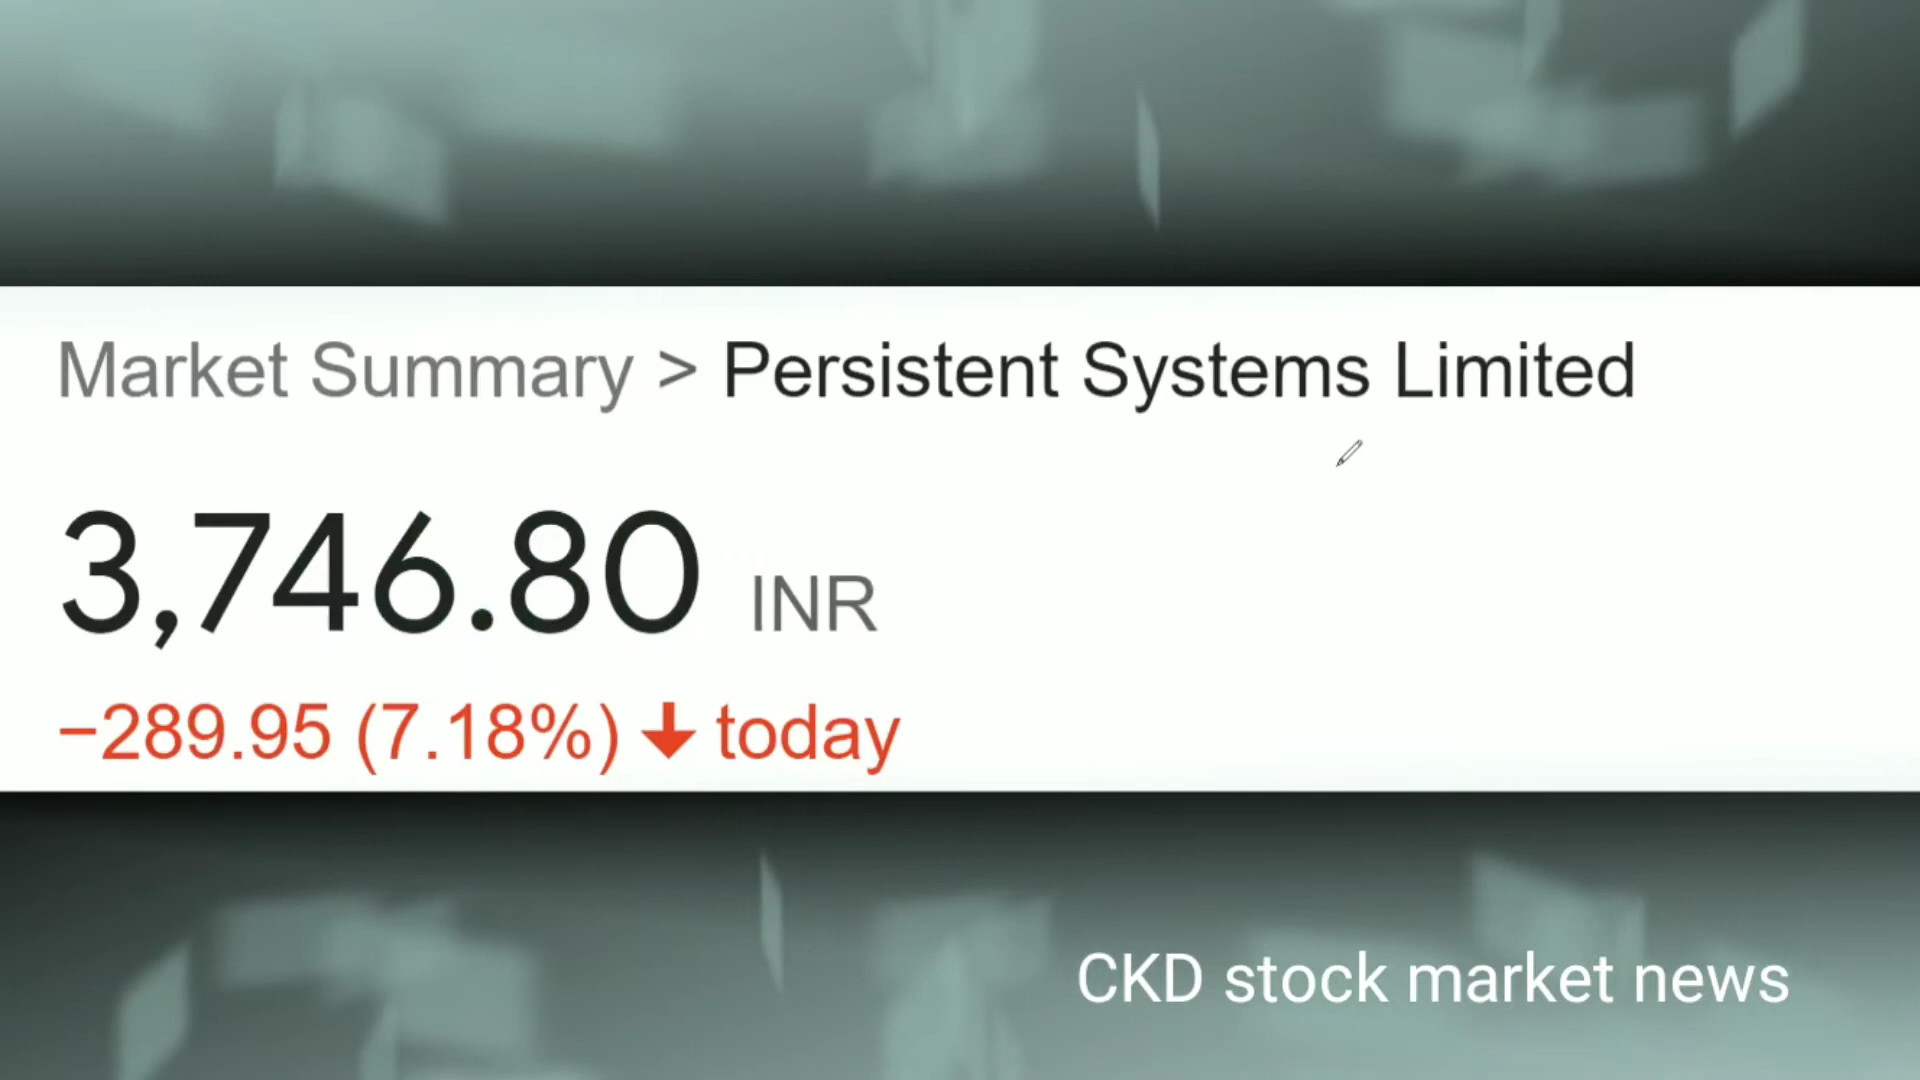 Market Summary > Persistent Systems Limited
3,746.80 INR
−289.95 (7.18%) ↓ today
CKD stock market news